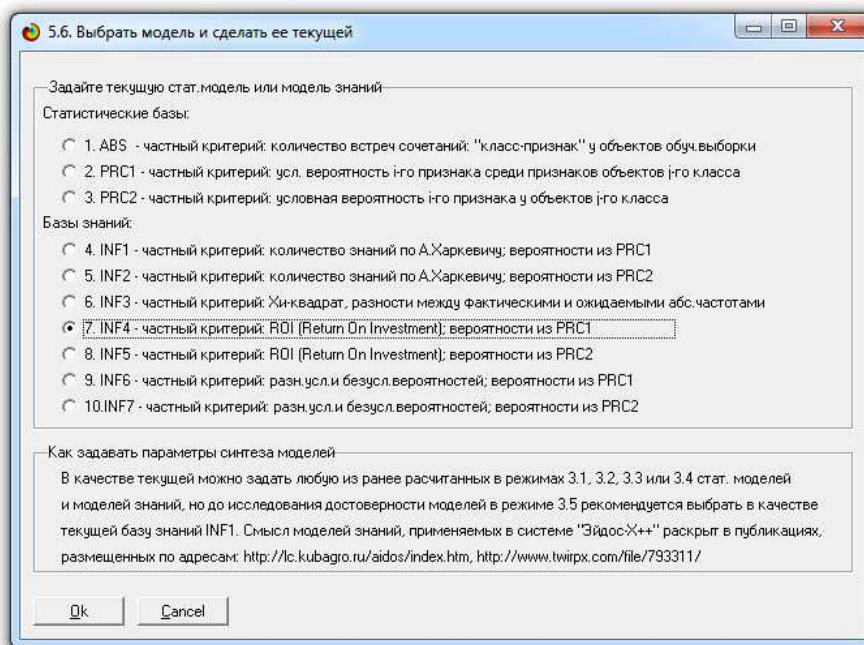 5.6. Выбрать модель и сделать ее текущей
Задайте текущую стат.модель или модель знаний
Статистические базы:
1. ABS - частный критерий: количество встреч сочетаний: "класс-признак" у объектов обуч.выборки
2. PRC1 - частный критерий: усл. вероятность i-го признака среди признаков объектов j-го класса
3. PRC2 - частный критерий: условная вероятность i-го признака у объектов j-го класса
Базы знаний:
4. INF1 - частный критерий: количество знаний по А.Харкевичу; вероятности из PRC1
5. INF2 - частный критерий: количество знаний по А.Харкевичу; вероятности из PRC2
6. INF3 - частный критерий: Хи-квадрат, разности между фактическими и ожидаемыми абс.частотами
7. INF4 - частный критерий: ROI (Return On Investment); вероятности из PRC1
8. INF5 - частный критерий: ROI (Return On Investment); вероятности из PRC2
9. INF6 - частный критерий: разн.усл.и безусл.вероятностей; вероятности из PRC1
10.INF7 - частный критерий: разн.усл.и безусл.вероятностей; вероятности из PRC2
Как задавать параметры синтеза моделей
В качестве текущей можно задать любую из ранее расчитанных в режимах 3.1, 3.2, 3.3 или 3.4 стат. моделей
и моделей знаний, но до исследования достоверности моделей в режиме 3.5 рекомендуется выбрать в качестве
текущей базу знаний INF1. Смысл моделей знаний, применяемых в системе "Эйдос-Х++" раскрыт в публикациях,
размещенных по адресам: http://lc.kubagro.ru/aidos/index.htm, http://www.twirpx.com/file/793311/
Ok Cancel